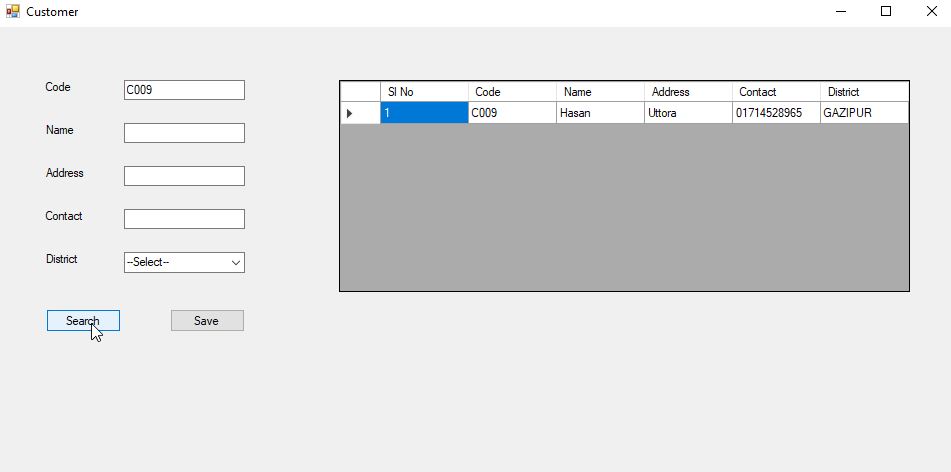 Customer
Code C009
Name
Address
Contact
District --Select--
Search Save
Sl No Code Name Address Contact District
1 C009 Hasan Uttora 01714528965 GAZIPUR